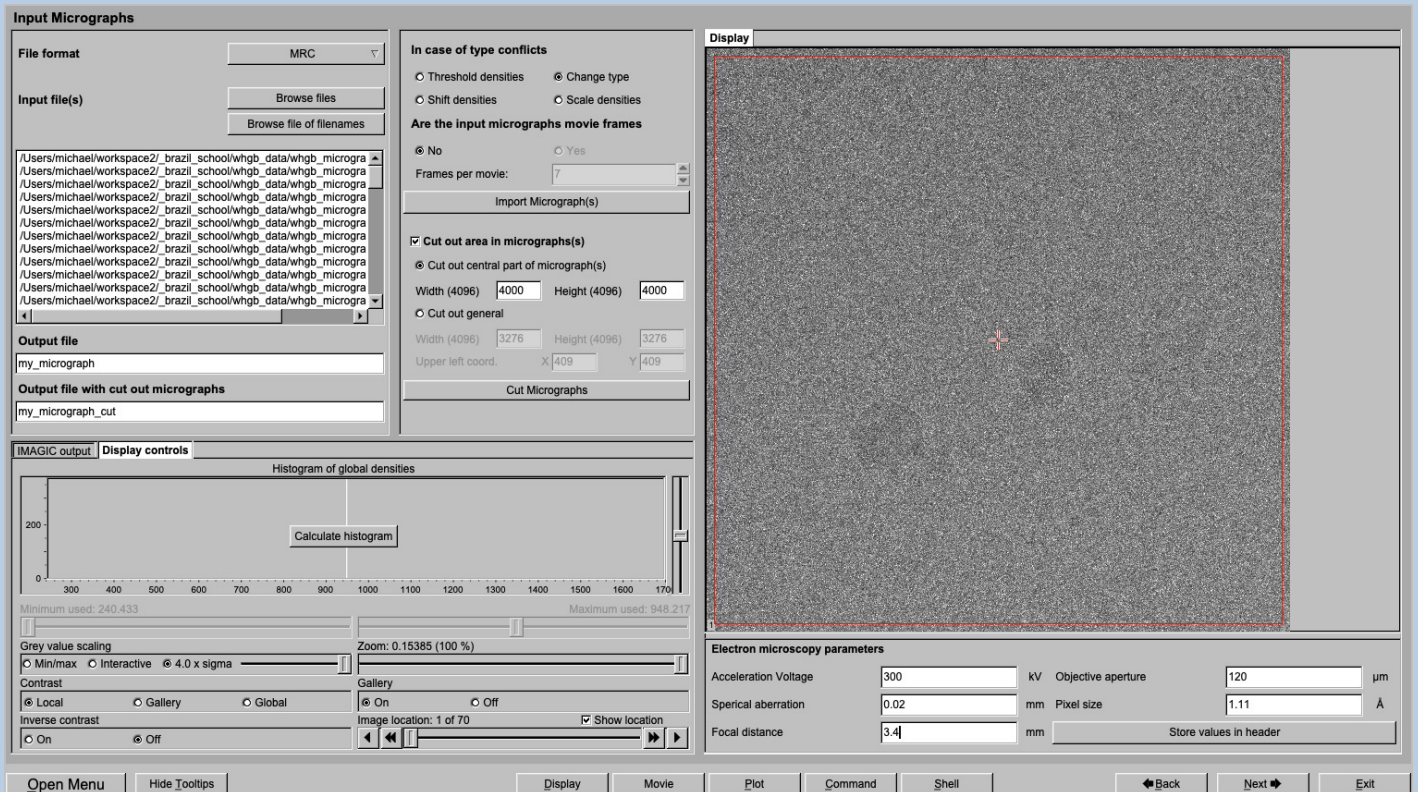 Input Micrographs
File format
MRC
Input file(s)
Browse files
Browse file of filenames
/Users/michael/workspace2/_brazil_school/whgb_data/whgb_microgra
/Users/michael/workspace2/_brazil_school/whgb_data/whgb_microgra
/Users/michael/workspace2/_brazil_school/whgb_data/whgb_microgra
/Users/michael/workspace2/_brazil_school/whgb_data/whgb_microgra
/Users/michael/workspace2/_brazil_school/whgb_data/whgb_microgra
/Users/michael/workspace2/_brazil_school/whgb_data/whgb_microgra
/Users/michael/workspace2/_brazil_school/whgb_data/whgb_microgra
/Users/michael/workspace2/_brazil_school/whgb_data/whgb_microgra
/Users/michael/workspace2/_brazil_school/whgb_data/whgb_microgra
/Users/michael/workspace2/_brazil_school/whgb_data/whgb_microgra
/Users/michael/workspace2/_brazil_school/whgb_data/whgb_microgra
/Users/michael/workspace2/_brazil_school/whgb_data/whgb_microgra
Output file
my_micrograph
Output file with cut out micrographs
my_micrograph_cut
In case of type conflicts
Threshold densities Change type
Shift densities Scale densities
Are the input micrographs movie frames
No Yes
Frames per movie: 7
Import Micrograph(s)
Cut out area in micrographs(s)
Cut out central part of micrograph(s)
Width (4096) 4000 Height (4096) 4000
Cut out general
Width (4096) 3276 Height (4096) 3276
Upper left coord. X 409 Y 409
Cut Micrographs
Display
1
IMAGIC output Display controls
Histogram of global densities
200
Calculate histogram
0
300 400 500 600 700 800 900 1000 1100 1200 1300 1400 1500 1600 170
Minimum used: 240.433 Maximum used: 948.217
Grey value scaling
Min/max Interactive 4.0 x sigma
Zoom: 0.15385 (100 %)
Contrast
Local Gallery Global
Gallery
On Off
Inverse contrast
On Off
Image location: 1 of 70 Show location
Electron microscopy parameters
Acceleration Voltage 300 kV Objective aperture 120 µm
Sperical aberration 0.02 mm Pixel size 1.11 Å
Focal distance 3.4 mm Store values in header
Open Menu Hide Tooltips Display Movie Plot Command Shell Back Next Exit